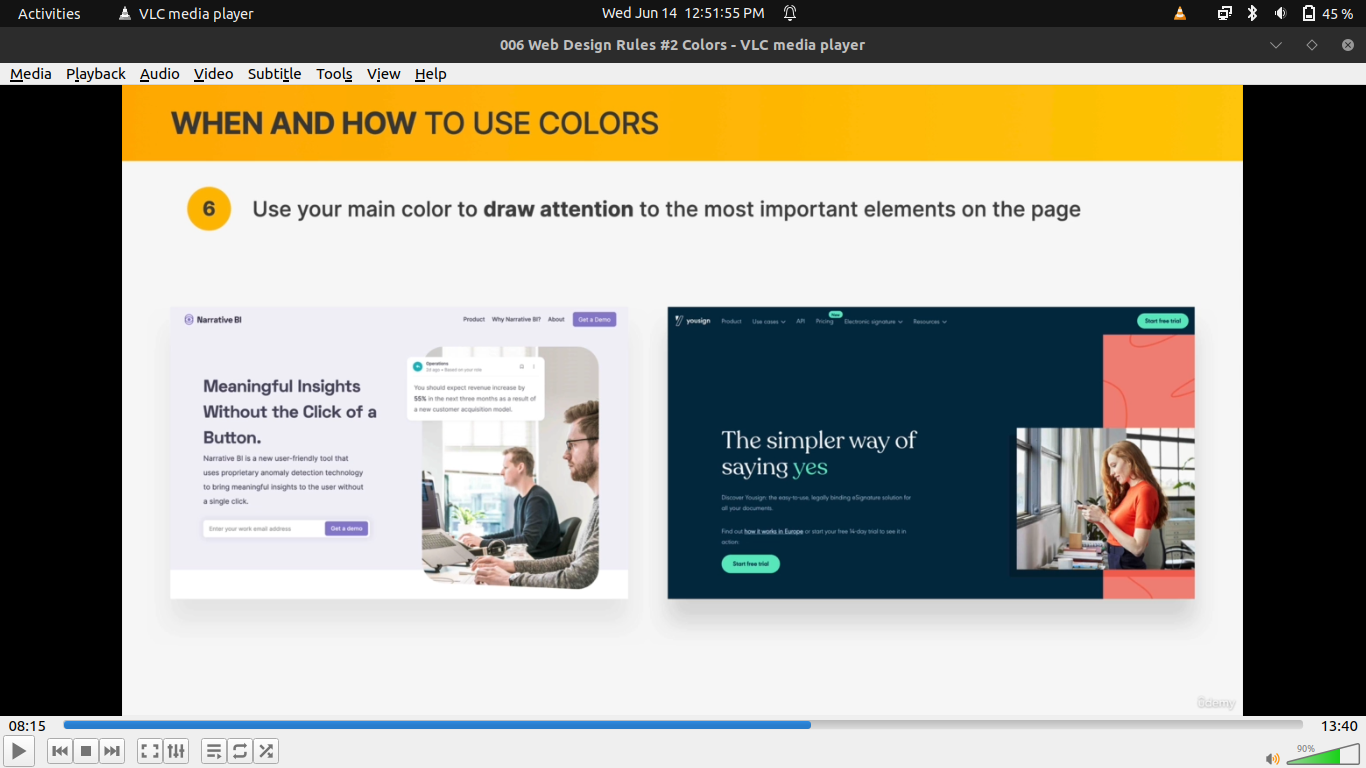 Activities VLC media player Wed Jun 14 12:51:55 PM 45 %
006 Web Design Rules #2 Colors - VLC media player
Media Playback Audio Video Subtitle Tools View Help
WHEN AND HOW TO USE COLORS
6 Use your main color to draw attention to the most important elements on the page
Narrative BI Product Why Narrative BI? About Get a Demo
Operations
2d ago • Based on your role
You should expect revenue increase by
55% in the next three months as a result of
a new customer acquisition model.
Meaningful Insights
Without the Click of a
Button.
Narrative BI is a new user-friendly tool that
uses proprietary anomaly detection technology
to bring meaningful insights to the user without
a single click.
Enter your work email address Get a demo
yousign Product Use cases API Pricing New Electronic signature Resources Start free trial
The simpler way of
saying yes
Discover Yousign: the easy-to-use, legally binding eSignature solution for
all your documents.
Find out how it works in Europe or start your free 14-day trial to see it in
action.
Start free trial
ûdemy
08:15 13:40
90%